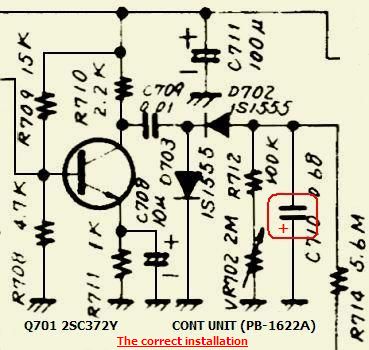 R709 15K
R710
2.2K
C711
100μ
C709
0.01
D702
1S1555
D703
1S1555
R712
100K
C710 0.68
C708
10μ
R708 4.7K
R711 1K
VR702 2M
R714 5.6M
+
+
+
Q701 2SC372Y CONT UNIT (PB-1622A)
The correct installation